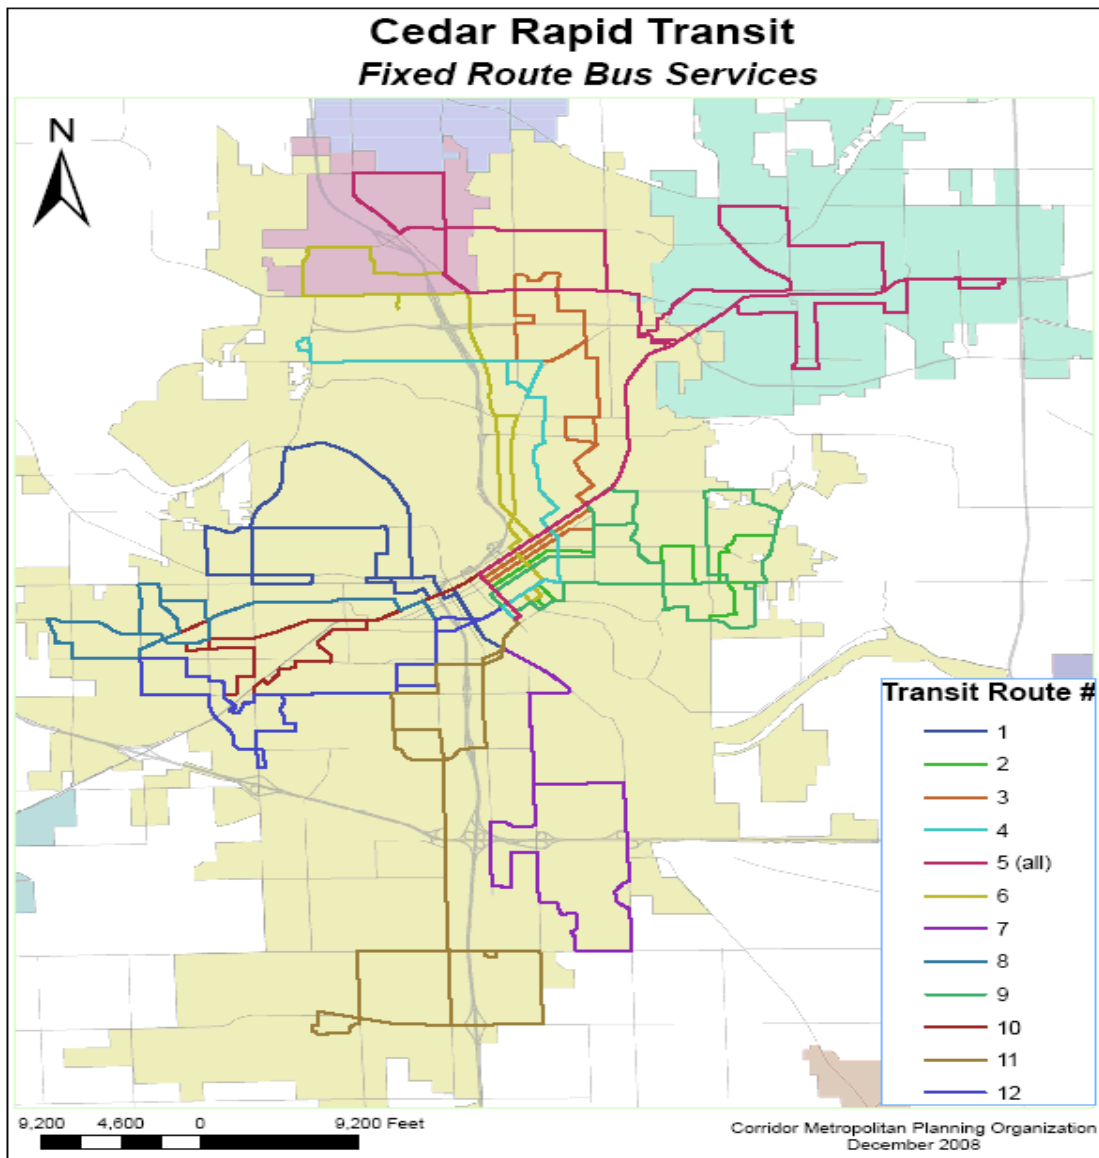 Cedar Rapid Transit
Fixed Route Bus Services
N
Transit Route #
1
2
3
4
5 (all)
6
7
8
9
10
11
12
9,200 4,600 0 9,200 Feet
Corridor Metropolitan Planning Organization
December 2008